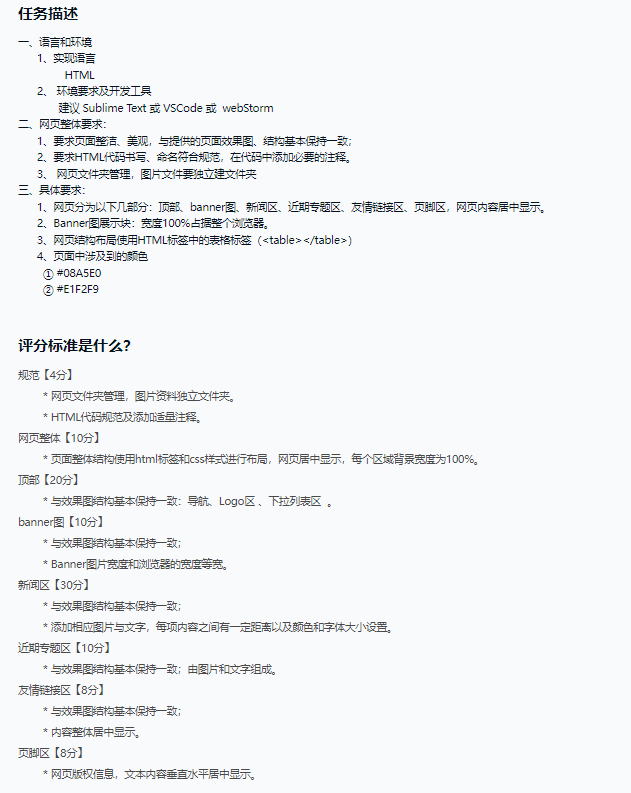 任务描述
一、语言和环境
1、实现语言
HTML
2、 环境要求及开发工具
建议 Sublime Text 或 VSCode 或 webStorm
二、网页整体要求：
1、要求页面整洁、美观，与提供的页面效果图、结构基本保持一致；
2、要求HTML代码书写、命名符合规范，在代码中添加必要的注释。
3、 网页文件夹管理，图片文件要独立建文件夹
三、具体要求：
1、网页分为以下几部分：顶部、banner图、新闻区、近期专题区、友情链接区、页脚区，网页内容居中显示。
2、Banner图展示块：宽度100%占据整个浏览器。
3、网页结构布局使用HTML标签中的表格标签（<table></table>）
4、页面中涉及到的颜色
① #08A5E0
② #E1F2F9
评分标准是什么？
规范【4分】
* 网页文件夹管理，图片资料独立文件夹。
* HTML代码规范及添加适量注释。
网页整体【10分】
* 页面整体结构使用html标签和css样式进行布局，网页居中显示，每个区域背景宽度为100%。
顶部【20分】
* 与效果图结构基本保持一致：导航、Logo区 、下拉列表区 。
banner图【10分】
* 与效果图结构基本保持一致；
* Banner图片宽度和浏览器的宽度等宽。
新闻区【30分】
* 与效果图结构基本保持一致；
* 添加相应图片与文字，每项内容之间有一定距离以及颜色和字体大小设置。
近期专题区【10分】
* 与效果图结构基本保持一致；由图片和文字组成。
友情链接区【8分】
* 与效果图结构基本保持一致；
* 内容整体居中显示。
页脚区【8分】
* 网页版权信息，文本内容垂直水平居中显示。